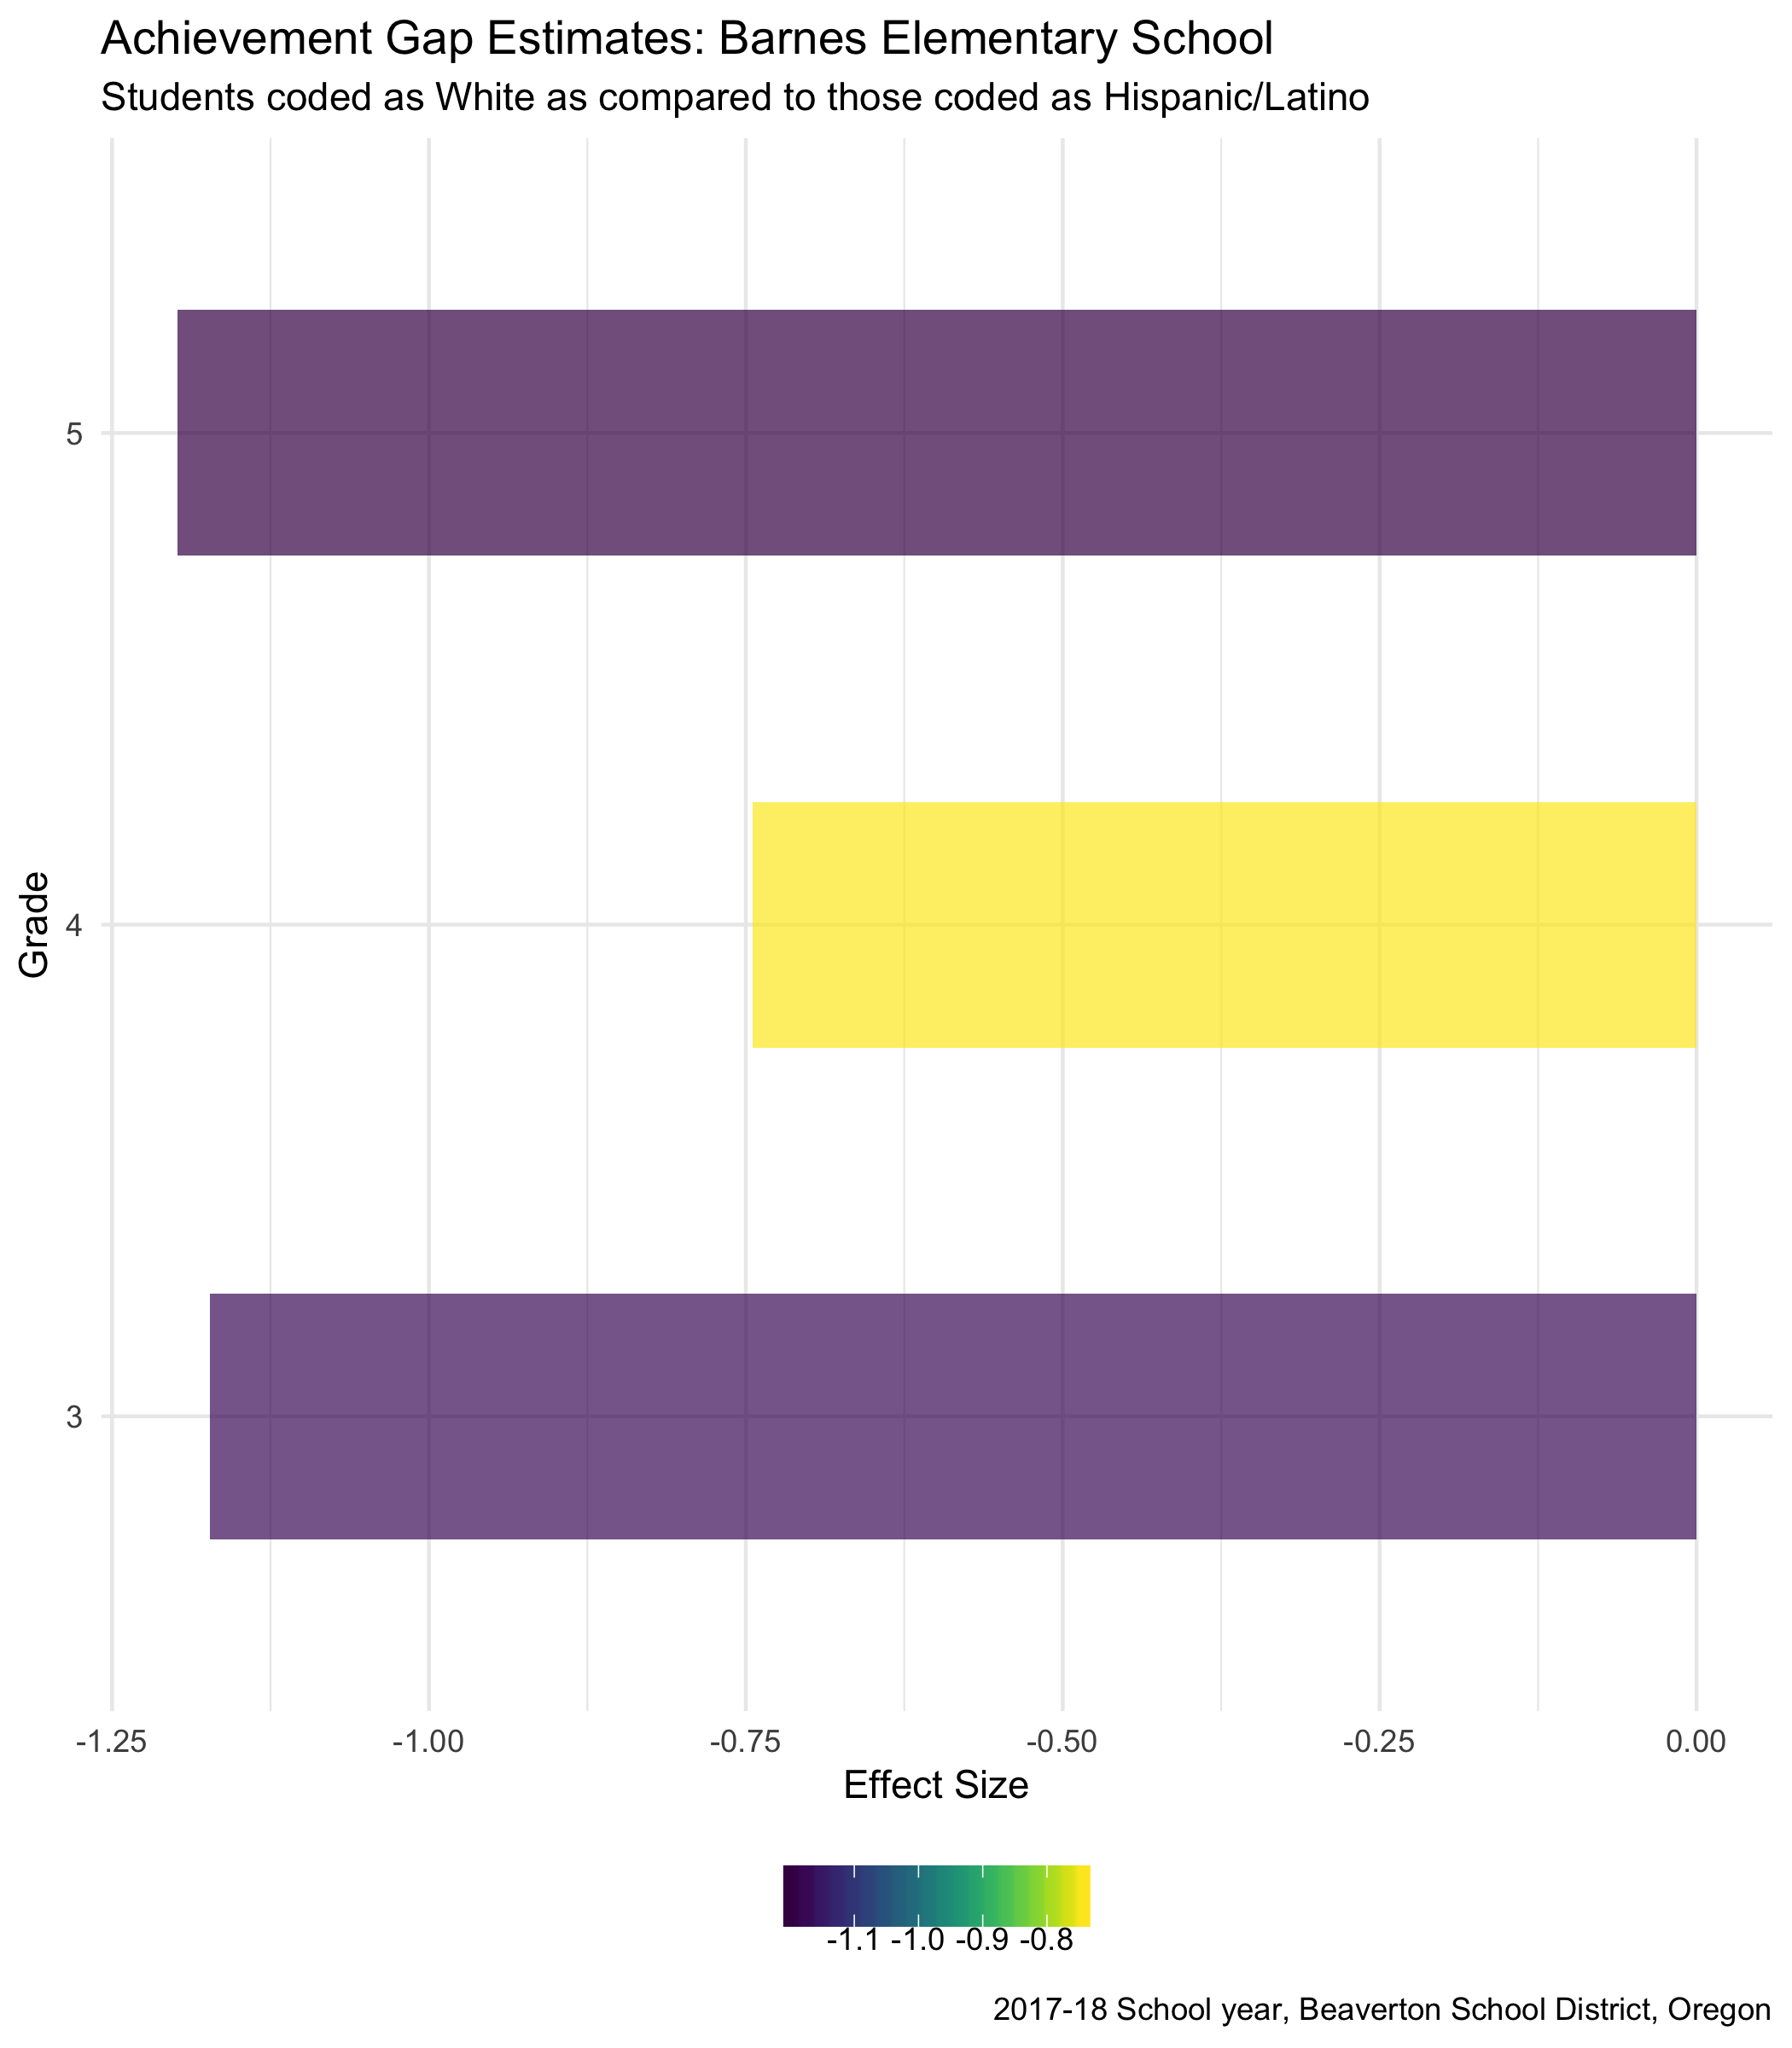 Achievement Gap Estimates: Barnes Elementary School
Students coded as White as compared to those coded as Hispanic/Latino
Grade
5
4
3
-1.25 -1.00 -0.75 -0.50 -0.25 0.00
Effect Size
-1.1 -1.0 -0.9 -0.8
2017-18 School year, Beaverton School District, Oregon